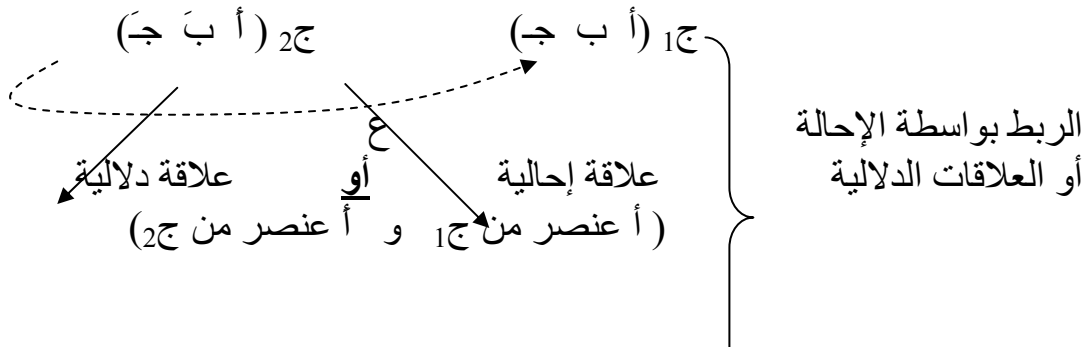 ج1 (أ ب جـ) ج2 ( أَ بَ جـَ)
ع
الربط بواسطة الإحالة
أو العلاقات الدلالية
علاقة إحالية أو علاقة دلالية
( أ عنصر من ج1 و أَ عنصر من ج2)